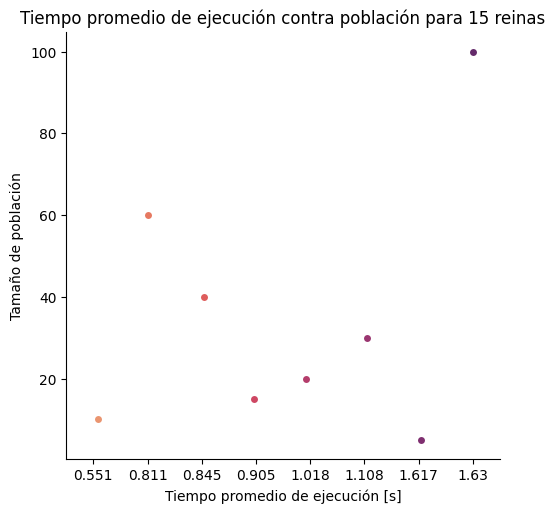 Tiempo promedio de ejecución contra población para 15 reinas
Tamaño de población
100
80
60
40
20
0.551 0.811 0.845 0.905 1.018 1.108 1.617 1.63
Tiempo promedio de ejecución [s]